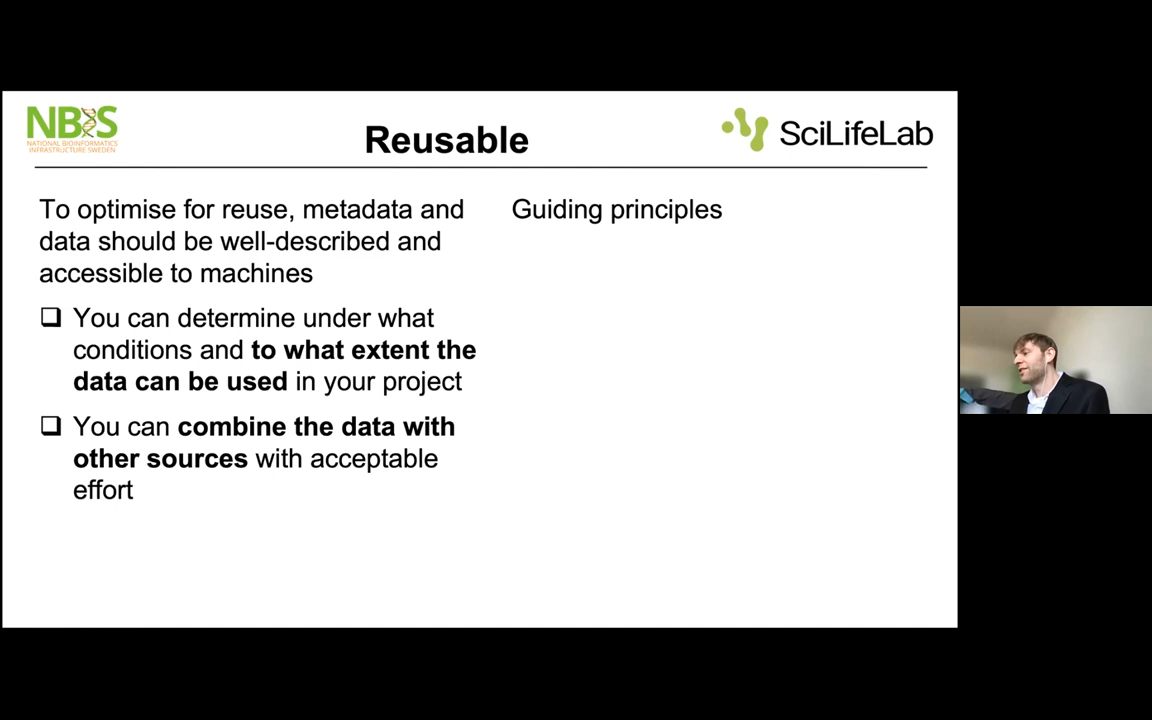 NBIS
NATIONAL BIOINFORMATICS
INFRASTRUCTURE SWEDEN
Reusable
SciLifeLab
To optimise for reuse, metadata and
data should be well-described and
accessible to machines
You can determine under what
conditions and to what extent the
data can be used in your project
You can combine the data with
other sources with acceptable
effort
Guiding principles